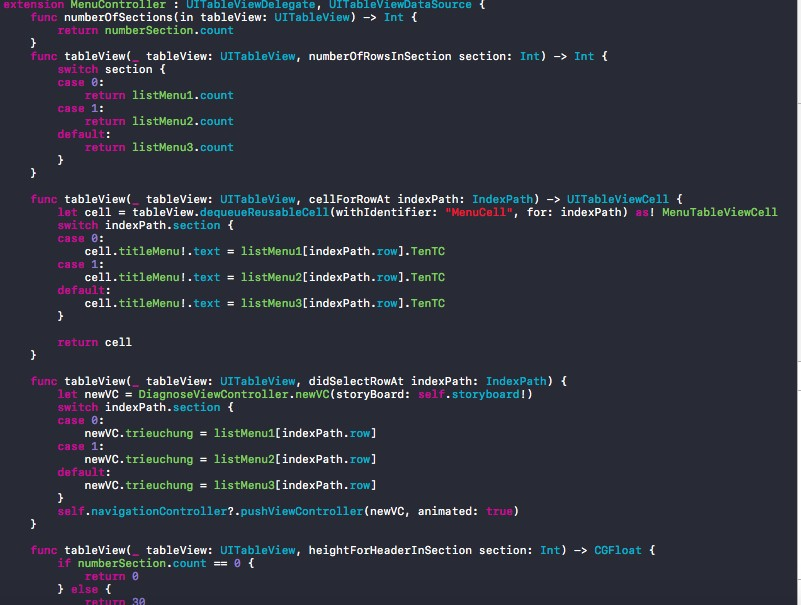 extension MenuController : UITableViewDelegate, UITableViewDataSource {
func numberOfSections(in tableView: UITableView) -> Int {
return numberSection.count
}
func tableView(_ tableView: UITableView, numberOfRowsInSection section: Int) -> Int {
switch section {
case 0:
return listMenu1.count
case 1:
return listMenu2.count
default:
return listMenu3.count
}
}
func tableView(_ tableView: UITableView, cellForRowAt indexPath: IndexPath) -> UITableViewCell {
let cell = tableView.dequeueReusableCell(withIdentifier: "MenuCell", for: indexPath) as! MenuTableViewCell
switch indexPath.section {
case 0:
cell.titleMenu!.text = listMenu1[indexPath.row].TenTC
case 1:
cell.titleMenu!.text = listMenu2[indexPath.row].TenTC
default:
cell.titleMenu!.text = listMenu3[indexPath.row].TenTC
}
return cell
}
func tableView(_ tableView: UITableView, didSelectRowAt indexPath: IndexPath) {
let newVC = DiagnoseViewController.newVC(storyBoard: self.storyboard!)
switch indexPath.section {
case 0:
newVC.trieuchung = listMenu1[indexPath.row]
case 1:
newVC.trieuchung = listMenu2[indexPath.row]
default:
newVC.trieuchung = listMenu3[indexPath.row]
}
self.navigationController?.pushViewController(newVC, animated: true)
}
func tableView(_ tableView: UITableView, heightForHeaderInSection section: Int) -> CGFloat {
if numberSection.count == 0 {
return 0
} else {
return 30